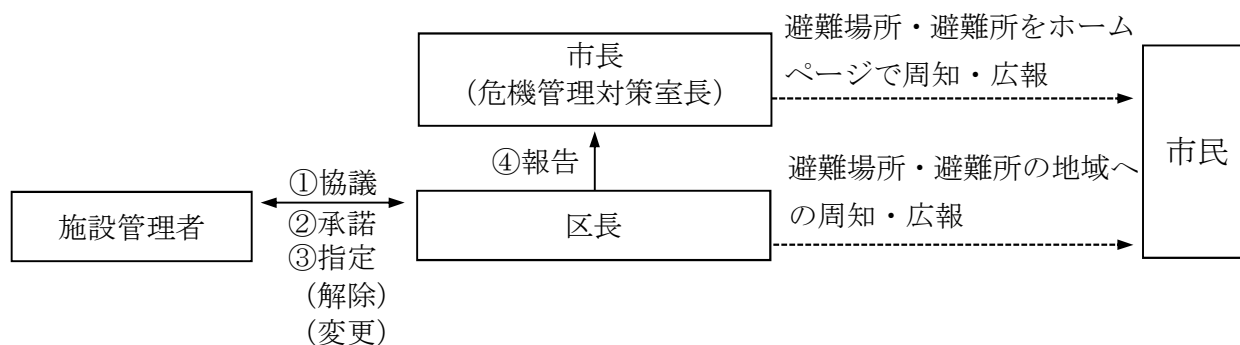 避難場所・避難所をホーム
ページで周知・広報
市長
（危機管理対策室長）
市民
④報告
避難場所・避難所の地域へ
の周知・広報
①協議
②承諾
③指定
（解除）
（変更）
施設管理者
区長